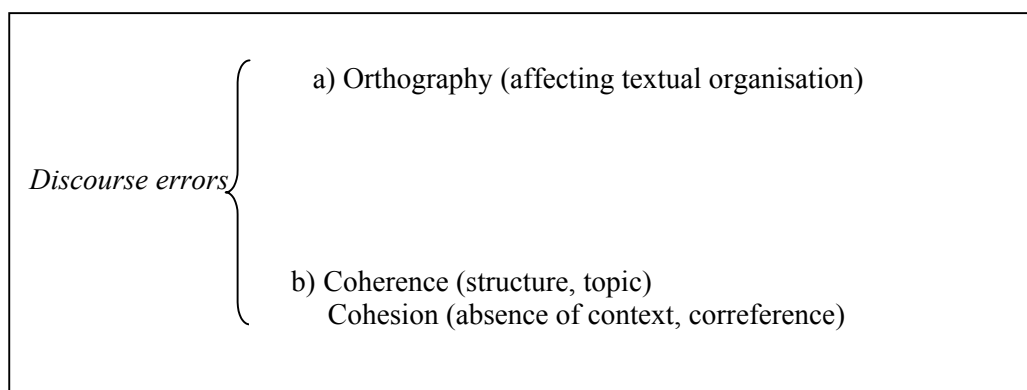 a) Orthography (affecting textual organisation)
Discourse errors
b) Coherence (structure, topic)
Cohesion (absence of context, correference)